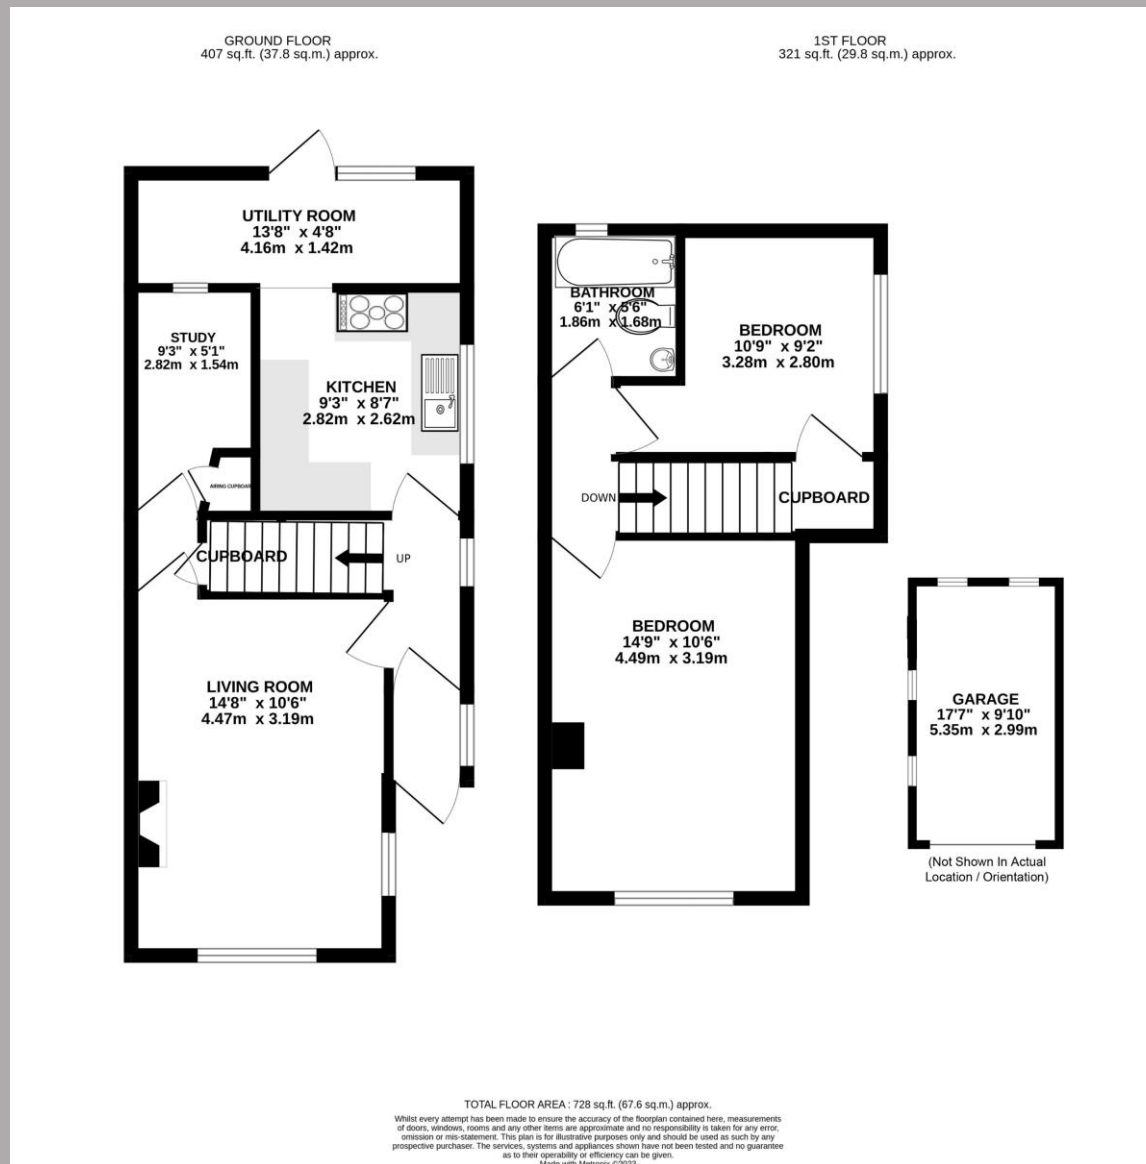 GROUND FLOOR
407 sq.ft. (37.8 sq.m.) approx.
1ST FLOOR
321 sq.ft. (29.8 sq.m.) approx.
UTILITY ROOM
13'8" x 4'8"
4.16m x 1.42m
STUDY
9'3" x 5'1"
2.82m x 1.54m
KITCHEN
9'3" x 8'7"
2.82m x 2.62m
AIRING CUPBOARD
CUPBOARD
UP
LIVING ROOM
14'8" x 10'6"
4.47m x 3.19m
BATHROOM
6'1" x 5'6"
1.86m x 1.68m
BEDROOM
10'9" x 9'2"
3.28m x 2.80m
DOWN
CUPBOARD
BEDROOM
14'9" x 10'6"
4.49m x 3.19m
GARAGE
17'7" x 9'10"
5.35m x 2.99m
(Not Shown In Actual
Location / Orientation)
TOTAL FLOOR AREA : 728 sq.ft. (67.6 sq.m.) approx.
Whilst every attempt has been made to ensure the accuracy of the floorplan contained here, measurements
of doors, windows, rooms and any other items are approximate and no responsibility is taken for any error,
omission or mis-statement. This plan is for illustrative purposes only and should be used as such by any
prospective purchaser. The services, systems and appliances shown have not been tested and no guarantee
as to their operability or efficiency can be given.
Made with Metropix ©2023